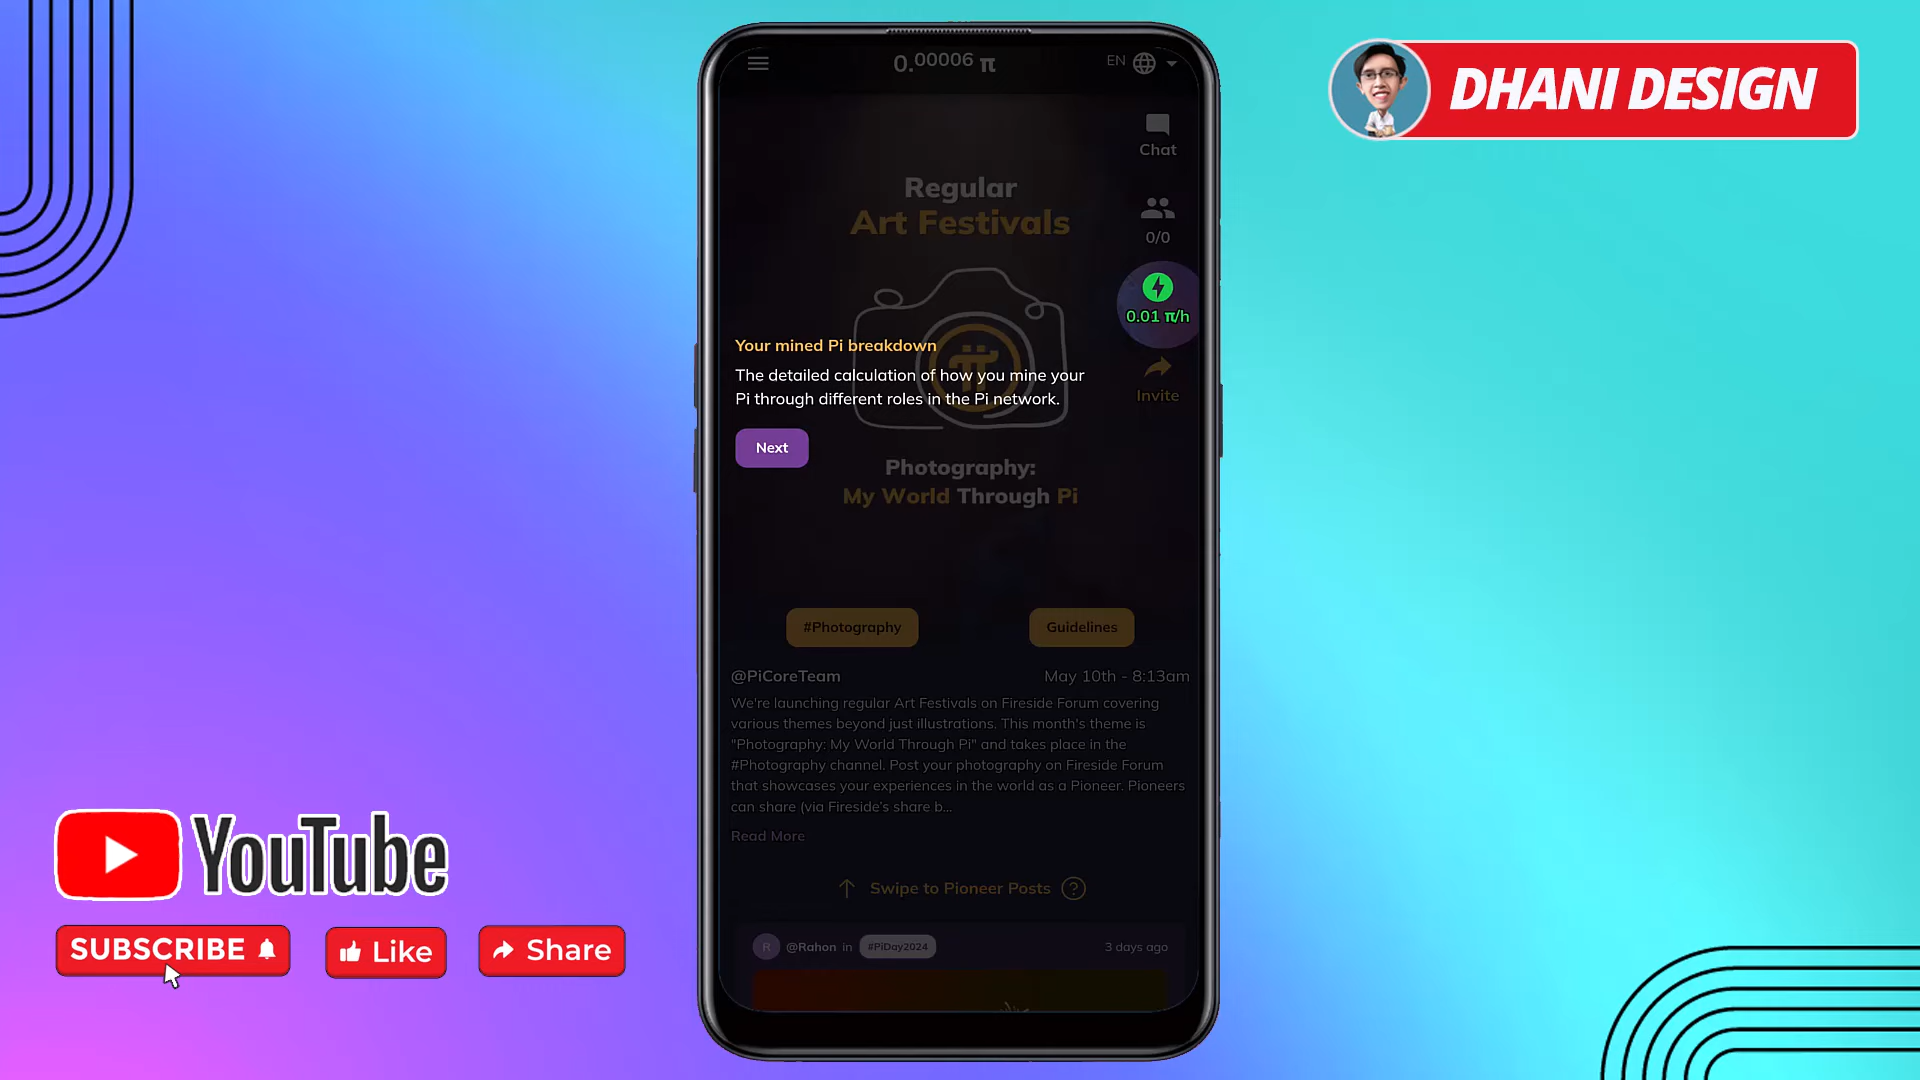 0.00006 π
EN
DHANI DESIGN
Chat
Regular
Art Festivals
0/0
0.01 π/h
Your mined Pi breakdown
The detailed calculation of how you mine your
Pi through different roles in the Pi network.
Invite
Next
Photography:
My World Through Pi
#Photography
Guidelines
@PiCoreTeam
May 10th - 8:13am
We're launching regular Art Festivals on Fireside Forum covering
various themes beyond just illustrations. This month's theme is
"Photography: My World Through Pi" and takes place in the
#Photography channel. Post your photography on Fireside Forum
that showcases your experiences in the world as a Pioneer. Pioneers
can share (via Fireside's share b...
Read More
Swipe to Pioneer Posts ?
R @Rahon in #PiDay2024
3 days ago
YouTube
SUBSCRIBE
Like
Share